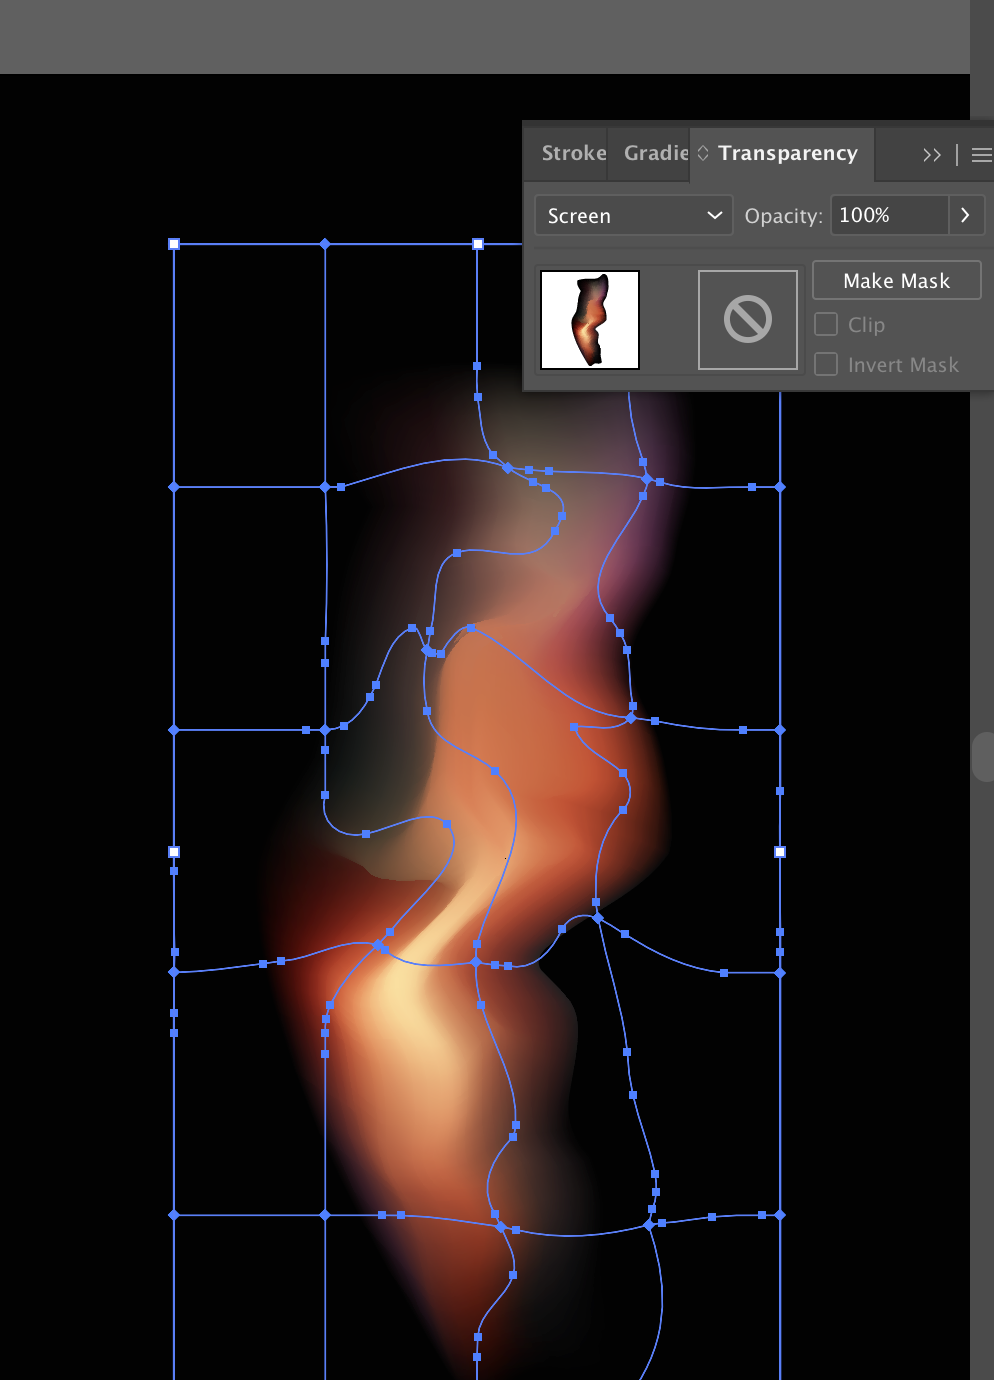 Stroke Gradie Transparency
Screen Opacity: 100%
Make Mask
Clip
Invert Mask